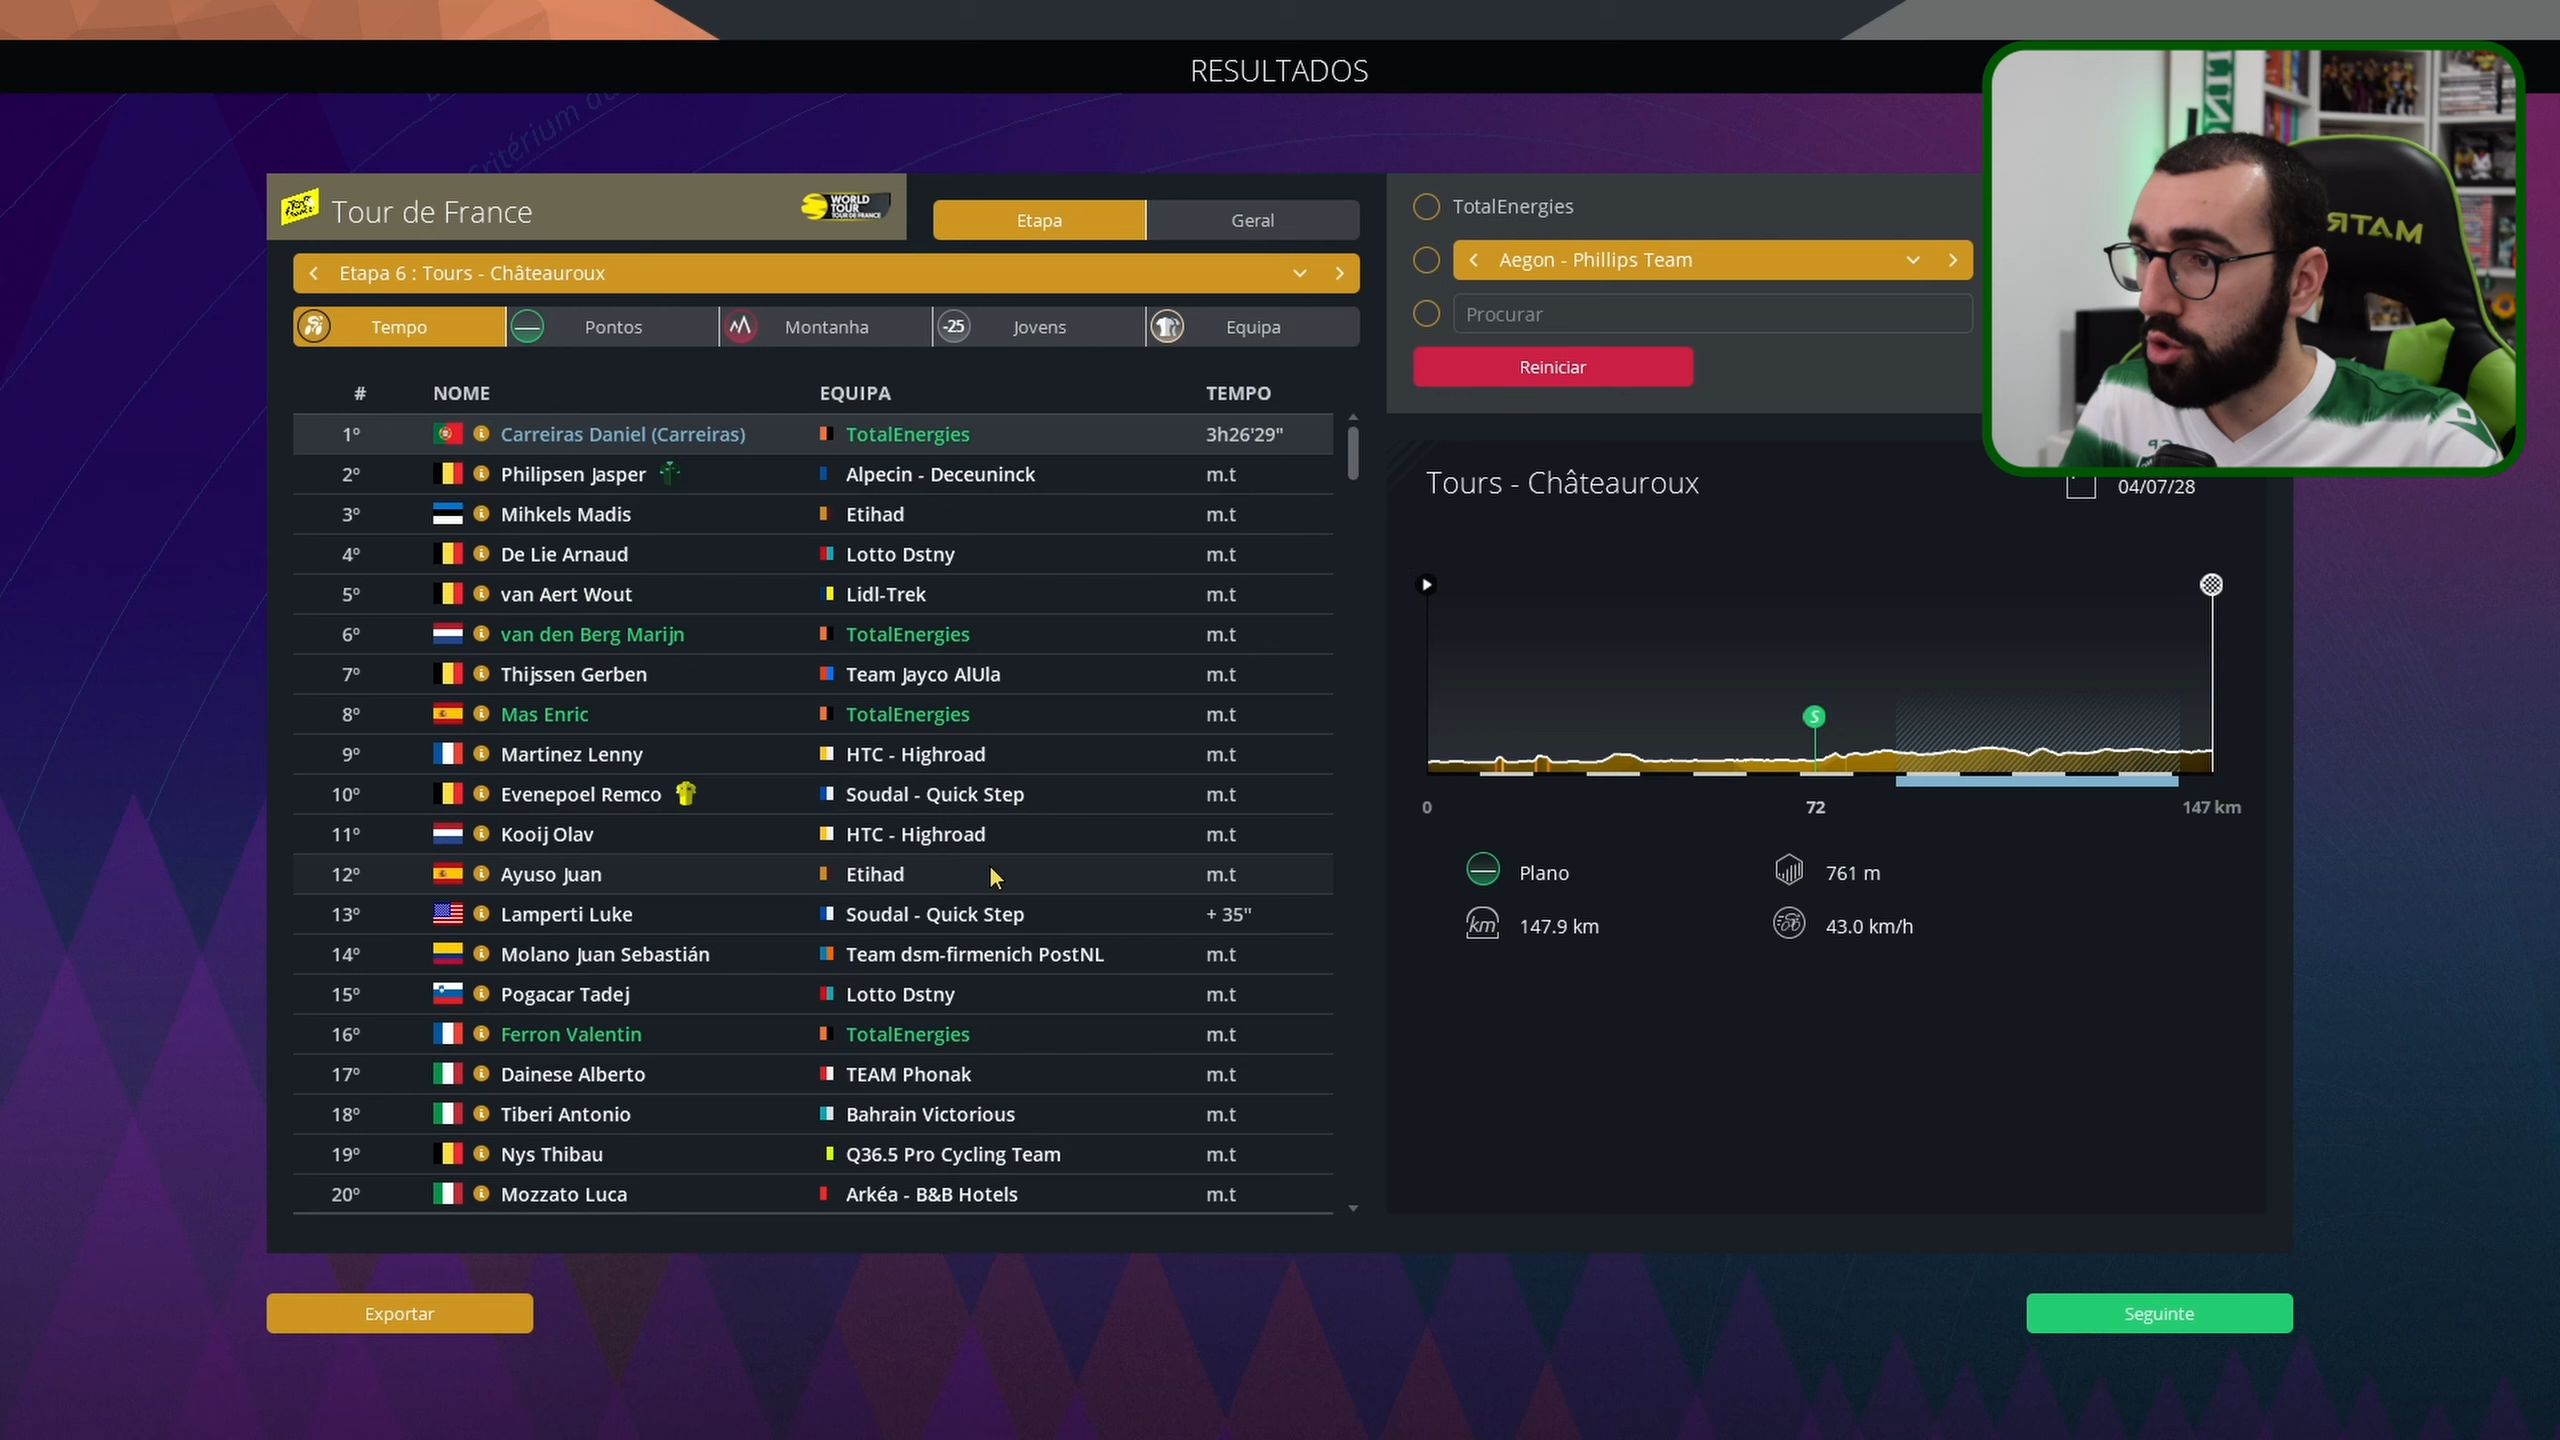 RESULTADOS
Tour de France
WORLD TOUR
TOUR DE FRANCE
Etapa
Geral
Etapa 6 : Tours - Châteauroux
Tempo
Pontos
Montanha
-25
Jovens
Equipa
# NOME EQUIPA TEMPO
1º Carreiras Daniel (Carreiras) TotalEnergies 3h26'29"
2º Philipsen Jasper Alpecin - Deceuninck m.t
3º Mihkels Madis Etihad m.t
4º De Lie Arnaud Lotto Dstny m.t
5º van Aert Wout Lidl-Trek m.t
6º van den Berg Marijn TotalEnergies m.t
7º Thijssen Gerben Team Jayco AlUla m.t
8º Mas Enric TotalEnergies m.t
9º Martinez Lenny HTC - Highroad m.t
10º Evenepoel Remco Soudal - Quick Step m.t
11º Kooij Olav HTC - Highroad m.t
12º Ayuso Juan Etihad m.t
13º Lamperti Luke Soudal - Quick Step + 35"
14º Molano Juan Sebastián Team dsm-firmenich PostNL m.t
15º Pogacar Tadej Lotto Dstny m.t
16º Ferron Valentin TotalEnergies m.t
17º Dainese Alberto TEAM Phonak m.t
18º Tiberi Antonio Bahrain Victorious m.t
19º Nys Thibau Q36.5 Pro Cycling Team m.t
20º Mozzato Luca Arkéa - B&B Hotels m.t
TotalEnergies
Aegon - Phillips Team
Procurar
Reiniciar
Tours - Châteauroux
04/07/28
S
0 72 147 km
Plano
761 m
km 147.9 km
43.0 km/h
Exportar
Seguinte